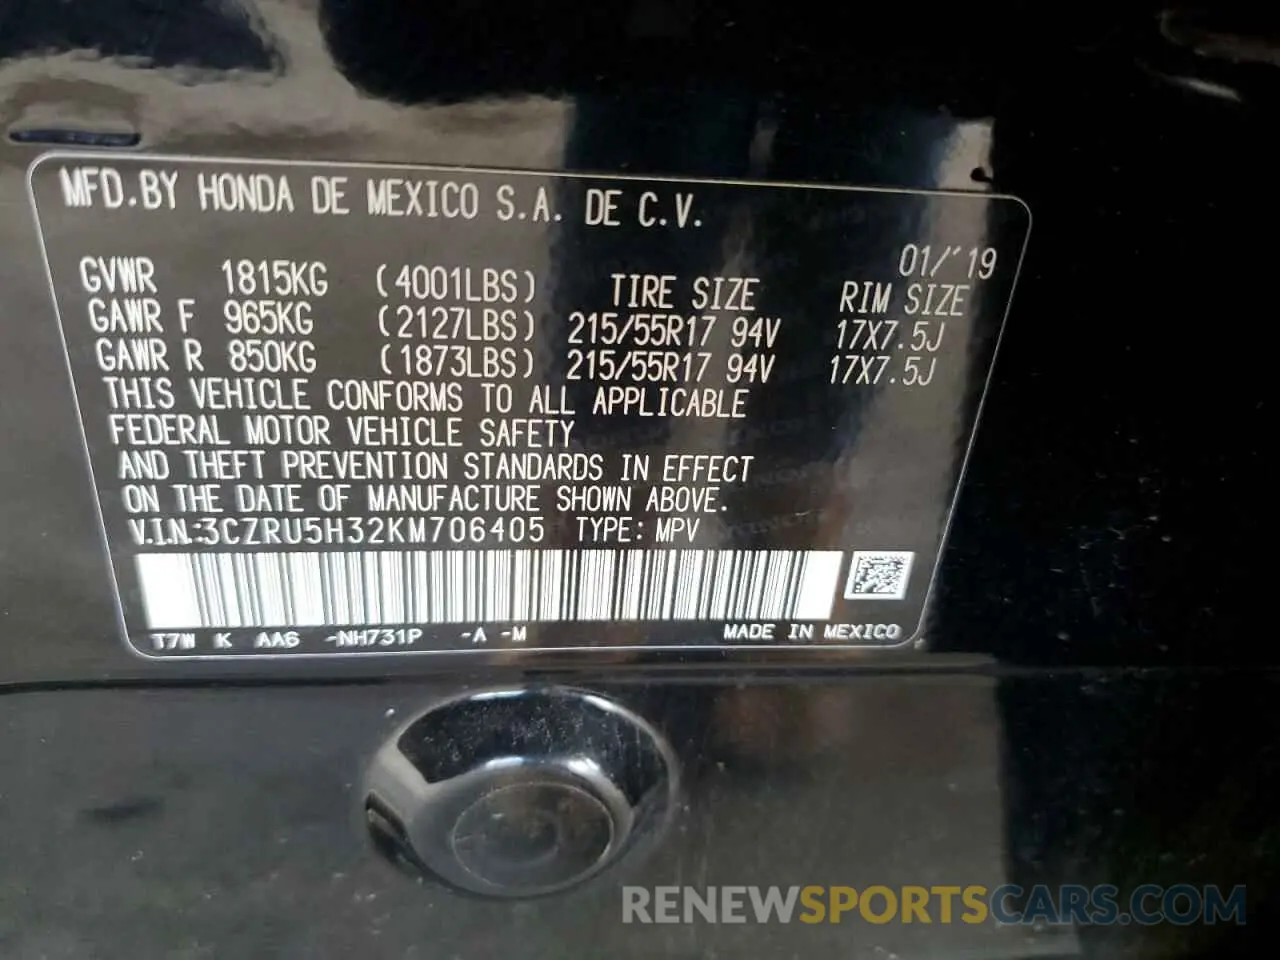 MFD.BY HONDA DE MEXICO S.A. DE C.V.
01/'19
GVWR 1815KG (4001LBS) TIRE SIZE RIM SIZE
GAWR F 965KG (2127LBS) 215/55R17 94V 17X7.5J
GAWR R 850KG (1873LBS) 215/55R17 94V 17X7.5J
THIS VEHICLE CONFORMS TO ALL APPLICABLE
FEDERAL MOTOR VEHICLE SAFETY
AND THEFT PREVENTION STANDARDS IN EFFECT
ON THE DATE OF MANUFACTURE SHOWN ABOVE.
V.I.N.:3CZRU5H32KM706405 TYPE: MPV
T7W K AA6 -NH731P -A -M MADE IN MEXICO
RENEWSPORTSCARS.COM